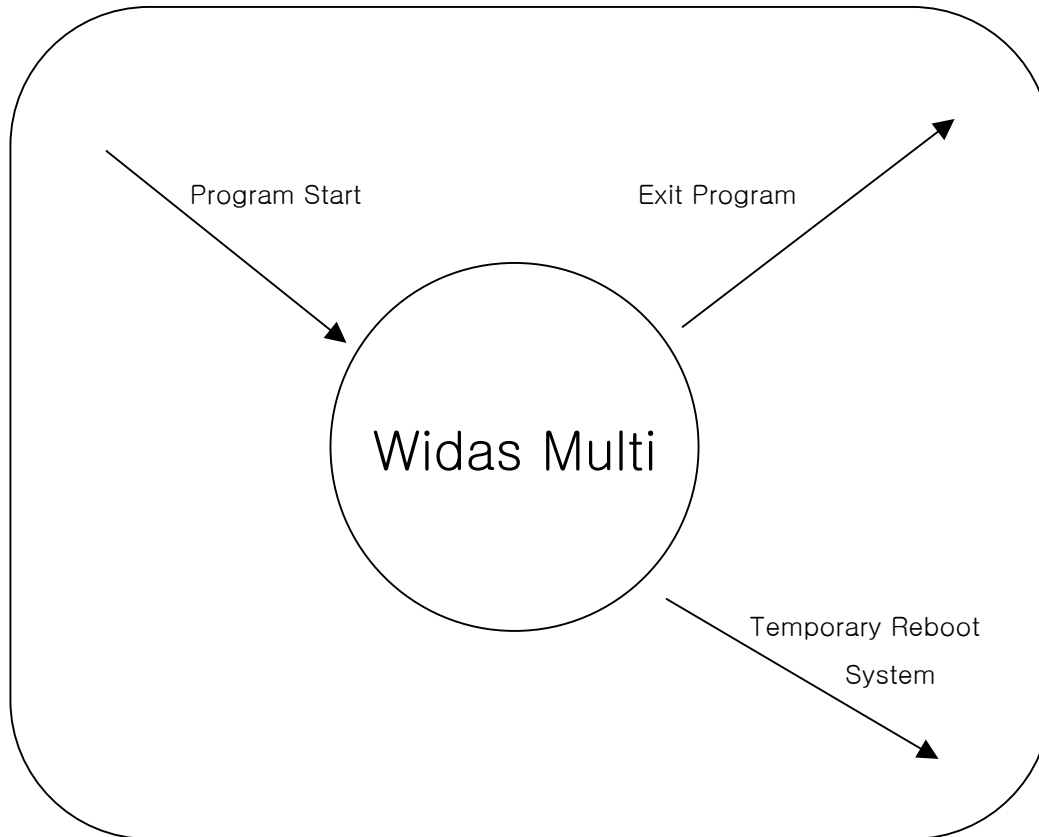 Program Start
Exit Program
Widas Multi
Temporary Reboot
System